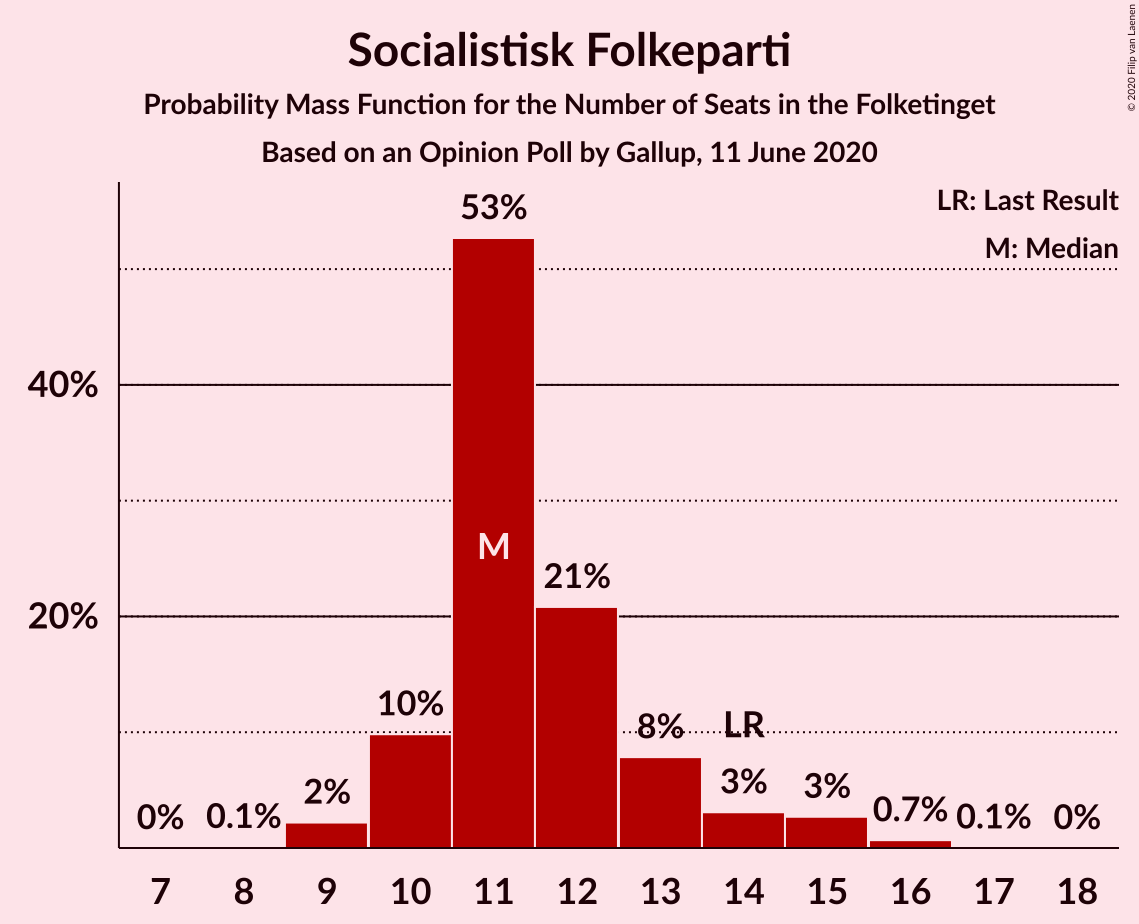 Socialistisk Folkeparti
Probability Mass Function for the Number of Seats in the Folketinget
Based on an Opinion Poll by Gallup, 11 June 2020
© 2020 Filip van Laenen
LR: Last Result
M: Median
53%
40%
M
21%
20%
10%
8%
LR
0%
0.1%
2%
3%
3%
0.7%
0.1%
0%
7 8 9 10 11 12 13 14 15 16 17 18